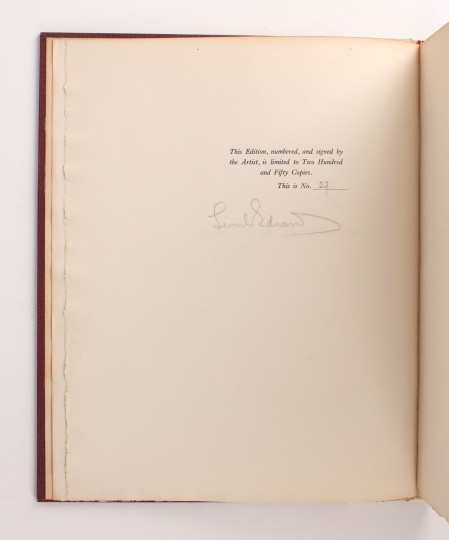 This Edition, numbered, and signed by
the Artist, is limited to Two Hundred
and Fifty Copies.
This is No. 27
Lionel Edwards